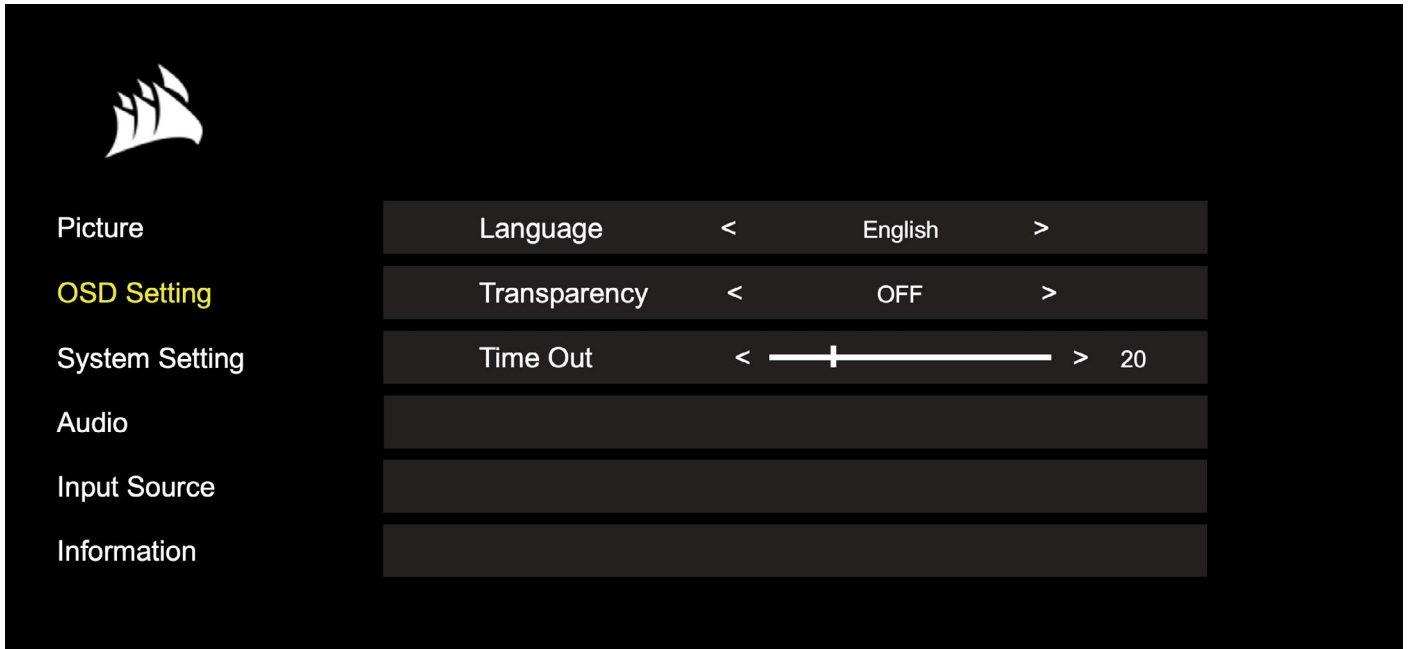 Picture Language < English >
OSD Setting Transparency < OFF >
System Setting Time Out < > 20
Audio
Input Source
Information